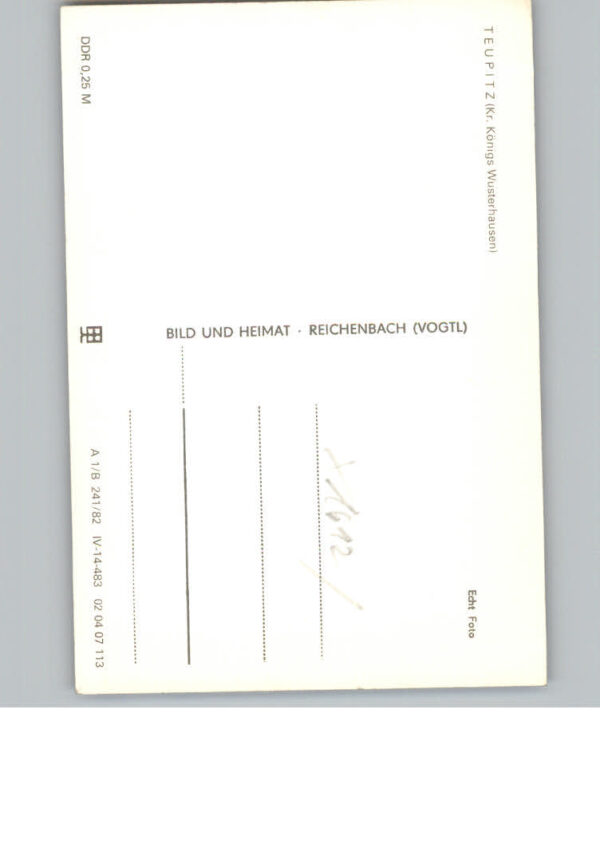 TEUPITZ (Kr. Königs Wusterhausen)
Echt Foto
BILD UND HEIMAT · REICHENBACH (VOGTL)
DDR 0,25 M
A 1/B 241/82 IV-14-483 02 04 07 113